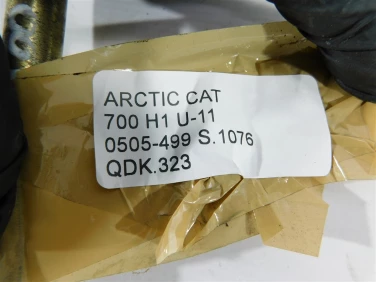 ARCTIC CAT
700 H1 U-11
0505-499 S.1076
QDK.323